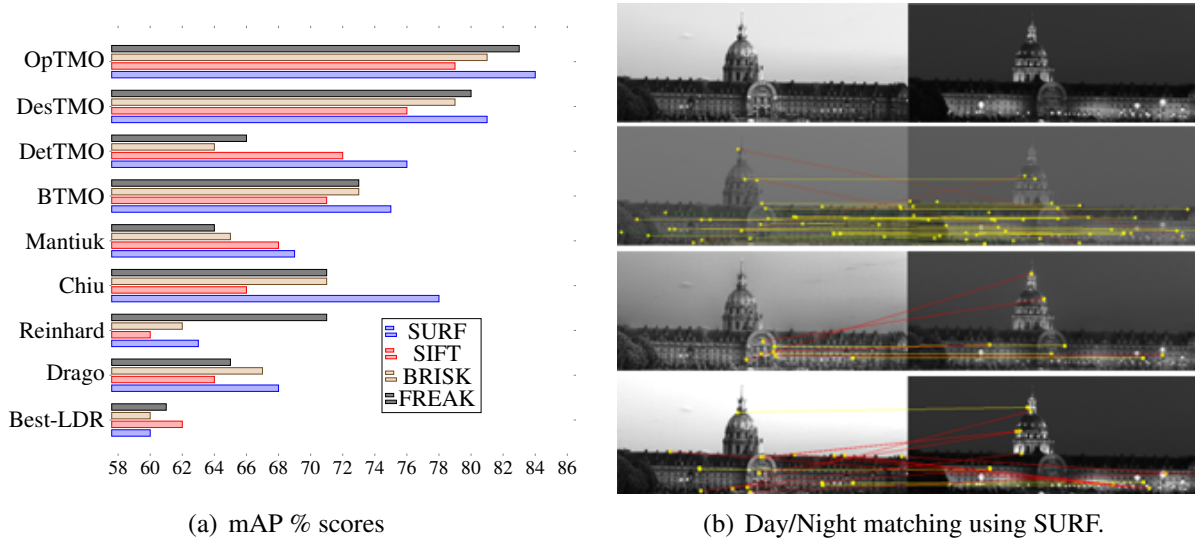 OpTMO
DesTMO
DetTMO
BTMO
Mantiuk
Chiu
Reinhard
Drago
Best-LDR
SURF
SIFT
BRISK
FREAK
58 60 62 64 66 68 70 72 74 76 78 80 82 84 86
(a) mAP % scores
(b) Day/Night matching using SURF.